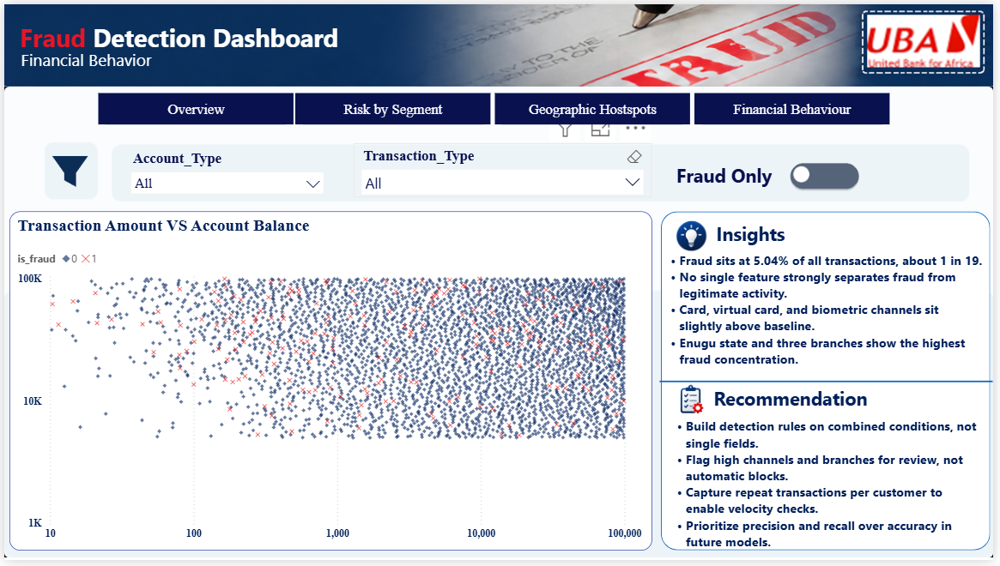 Fraud Detection Dashboard
Financial Behavior
PAY TO THE
ORDER OF
FRAUD
UBA
United Bank for Africa
Overview
Risk by Segment
Geographic Hostspots
Financial Behaviour
Account_Type
All
Transaction_Type
All
Fraud Only
Transaction Amount VS Account Balance
is_fraud 0 1
100K
10K
1K
10
100
1,000
10,000
100,000
Insights
• Fraud sits at 5.04% of all transactions, about 1 in 19.
• No single feature strongly separates fraud from
legitimate activity.
• Card, virtual card, and biometric channels sit
slightly above baseline.
• Enugu state and three branches show the highest
fraud concentration.
Recommendation
• Build detection rules on combined conditions, not
single fields.
• Flag high channels and branches for review, not
automatic blocks.
• Capture repeat transactions per customer to
enable velocity checks.
• Prioritize precision and recall over accuracy in
future models.